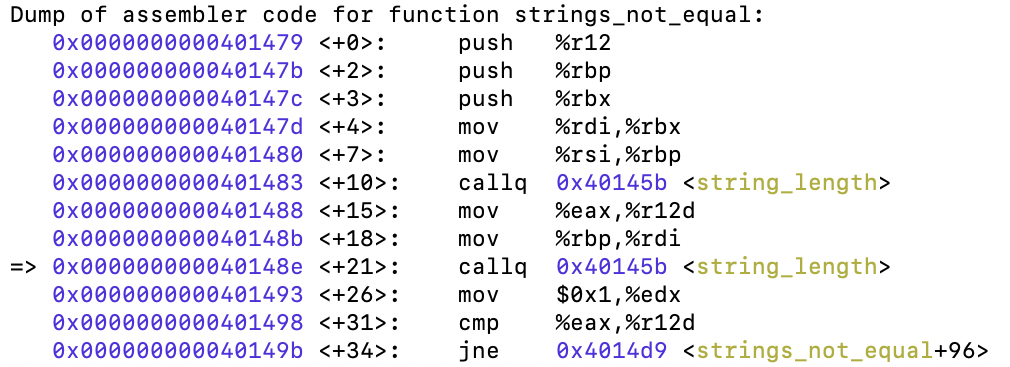 Dump of assembler code for function strings_not_equal:
   0x0000000000401479 <+0>:     push   %r12
   0x000000000040147b <+2>:     push   %rbp
   0x000000000040147c <+3>:     push   %rbx
   0x000000000040147d <+4>:     mov    %rdi,%rbx
   0x0000000000401480 <+7>:     mov    %rsi,%rbp
   0x0000000000401483 <+10>:    callq  0x40145b <string_length>
   0x0000000000401488 <+15>:    mov    %eax,%r12d
   0x000000000040148b <+18>:    mov    %rbp,%rdi
=> 0x000000000040148e <+21>:    callq  0x40145b <string_length>
   0x0000000000401493 <+26>:    mov    $0x1,%edx
   0x0000000000401498 <+31>:    cmp    %eax,%r12d
   0x000000000040149b <+34>:    jne    0x4014d9 <strings_not_equal+96>